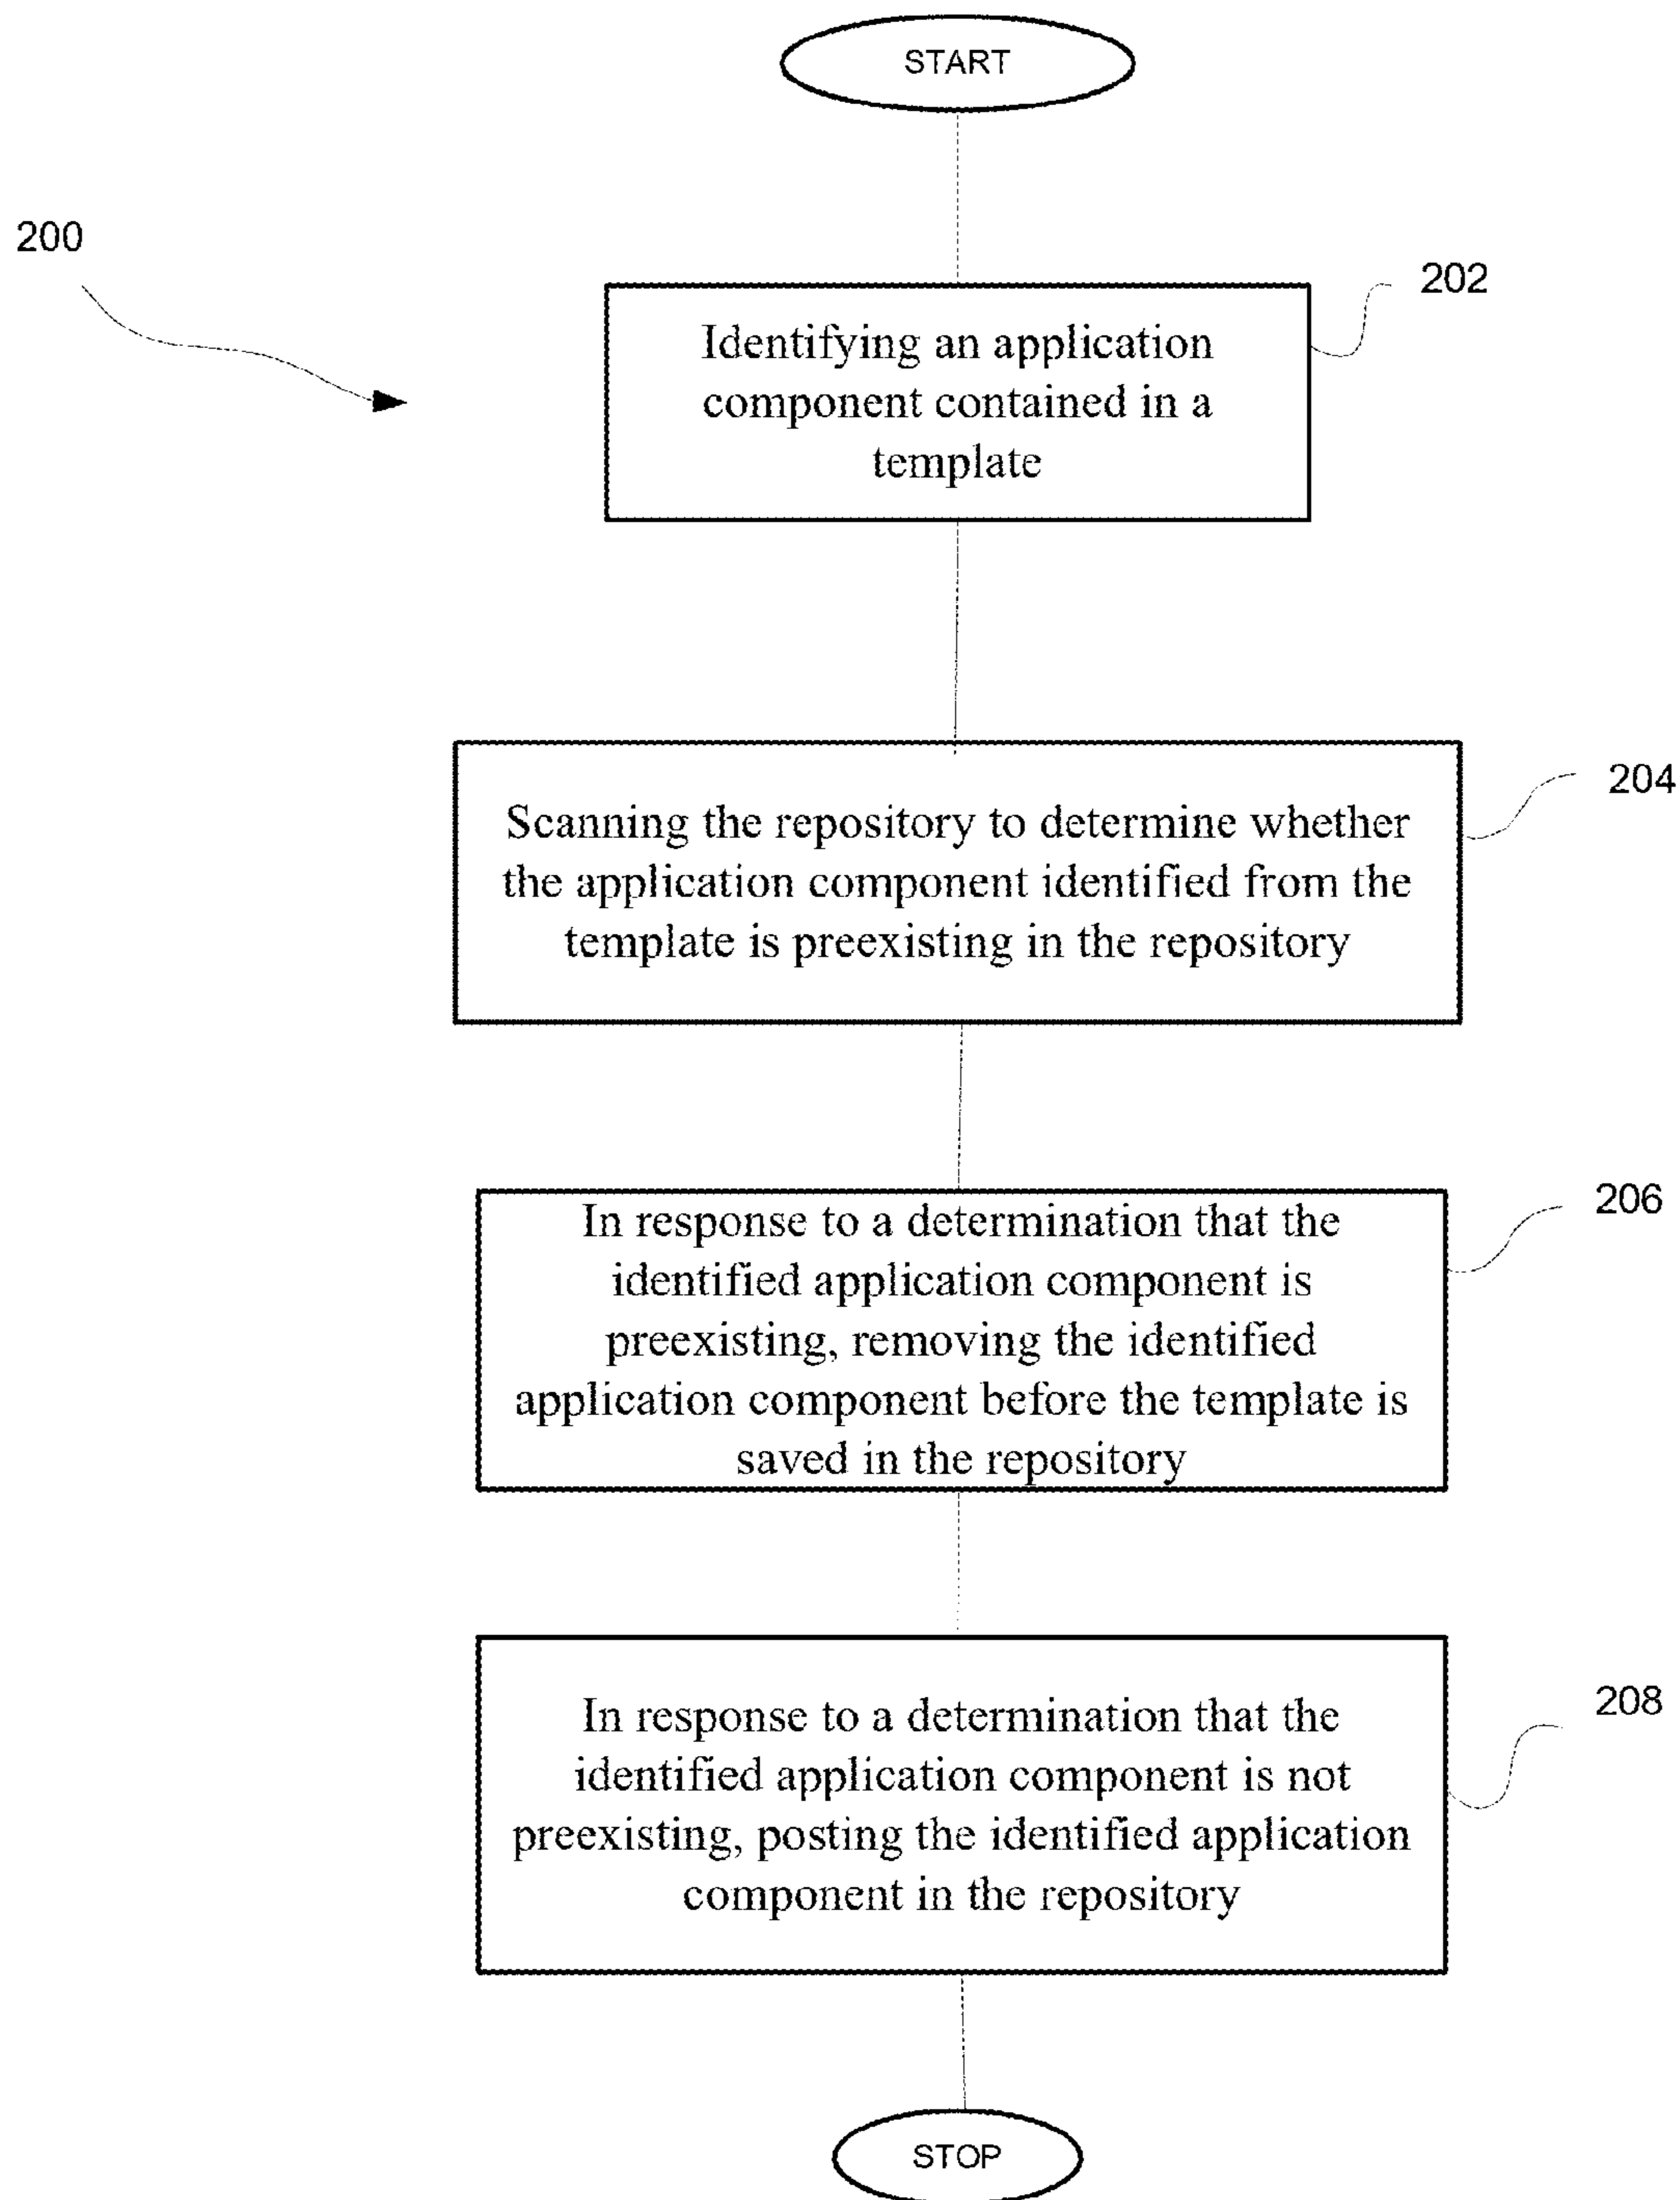 START
200
202
Identifying an application
component contained in a
template
204
Scanning the repository to determine whether
the application component identified from the
template is preexisting in the repository
206
In response to a determination that the
identified application component is
preexisting, removing the identified
application component before the template is
saved in the repository
208
In response to a determination that the
identified application component is not
preexisting, posting the identified application
component in the repository
STOP